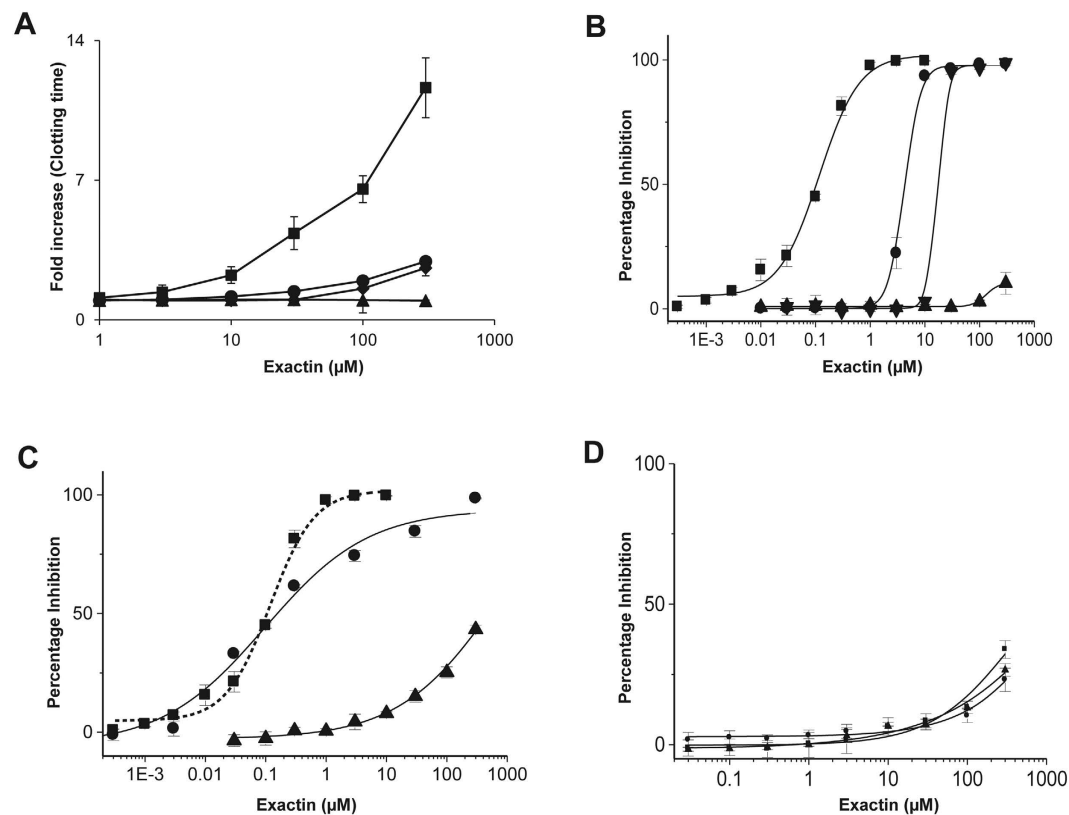 A
14
7
0
Fold increase (Clotting time)
1 10 100 1000
Exactin (µM)
B
100
50
0
Percentage Inhibition
1E-3 0.01 0.1 1 10 100 1000
Exactin (µM)
C
100
50
0
Percentage Inhibition
1E-3 0.01 0.1 1 10 100 1000
Exactin (µM)
D
100
50
0
Percentage Inhibition
0.1 1 10 100 1000
Exactin (µM)